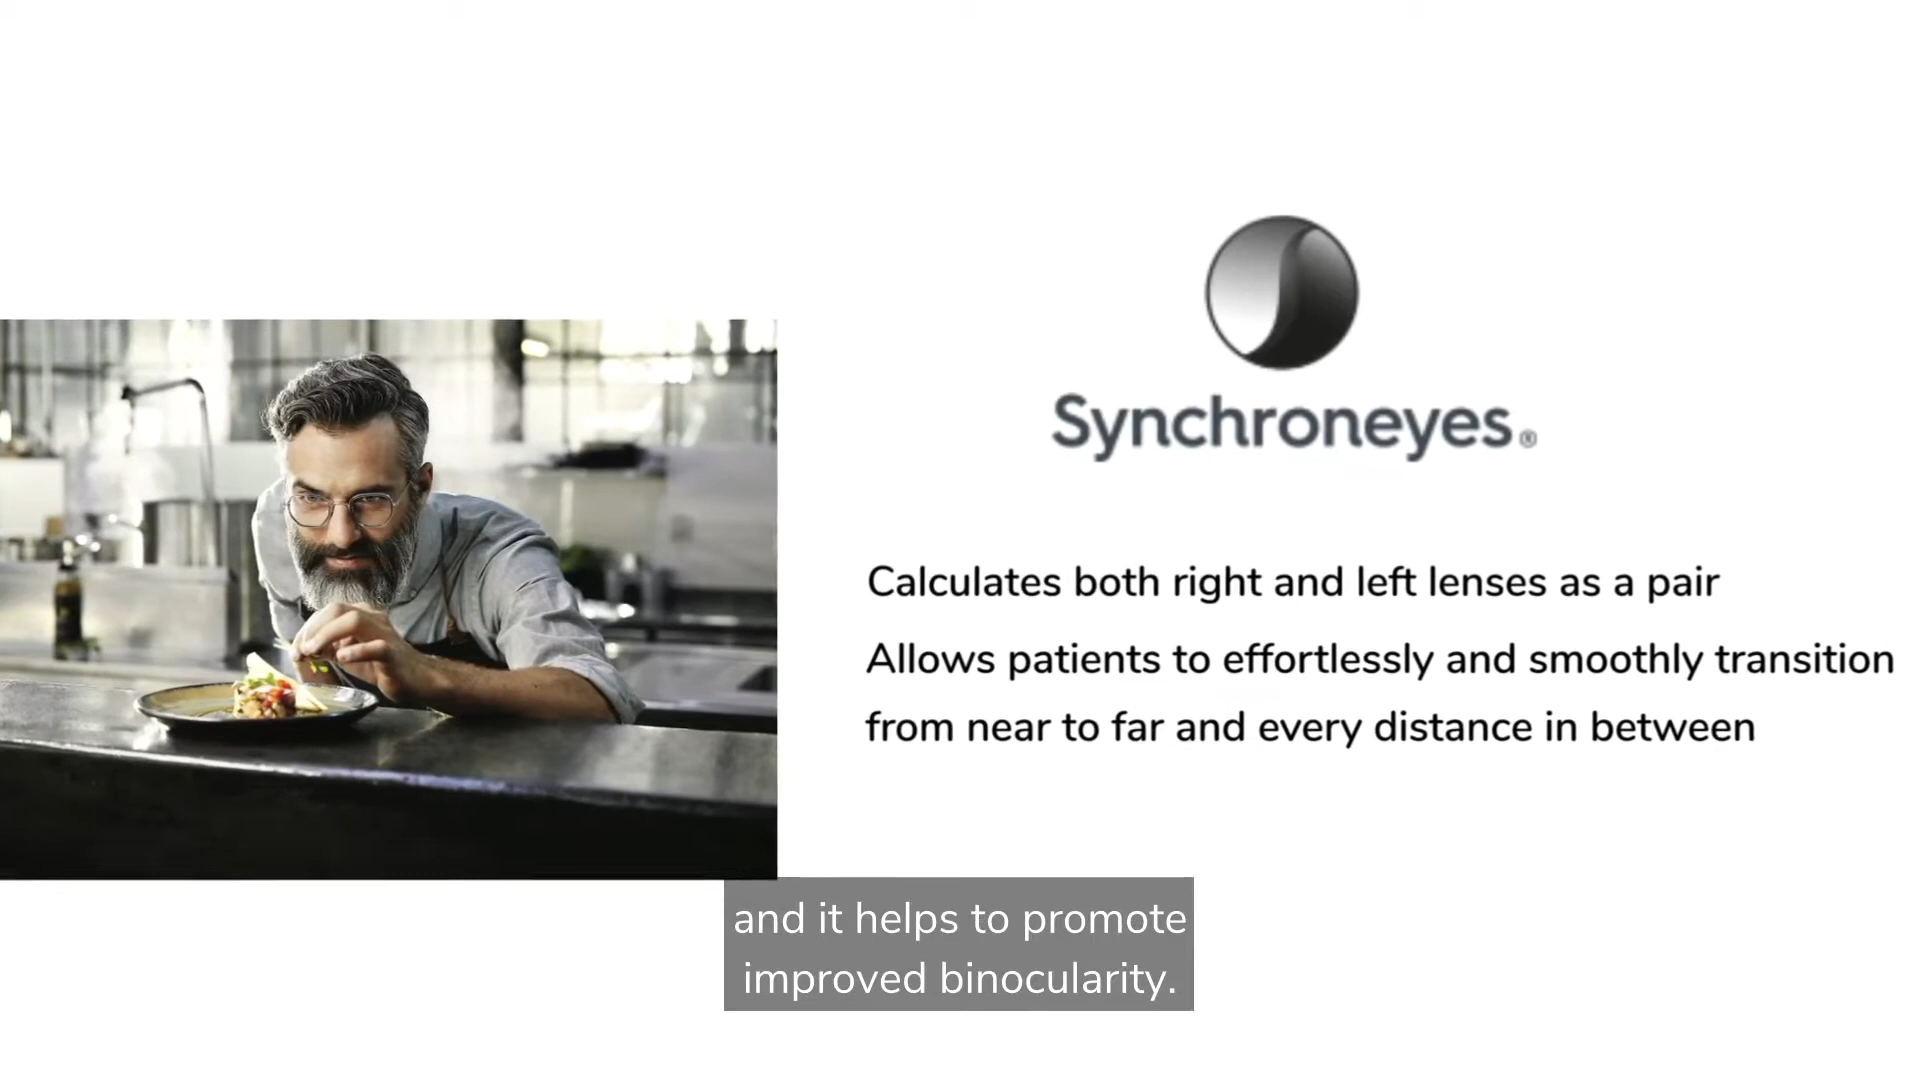 Synchroneyes®
Calculates both right and left lenses as a pair
Allows patients to effortlessly and smoothly transition
from near to far and every distance in between
and it helps to promote
improved binocularity.